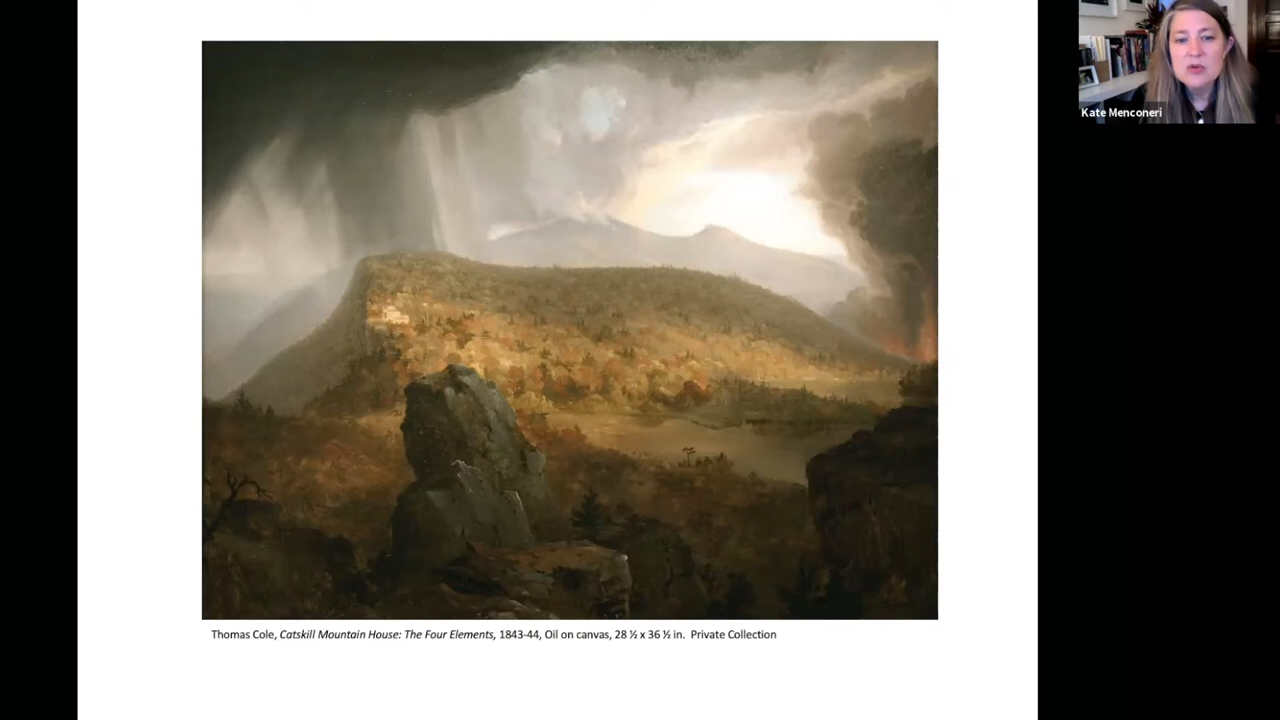 Kate Menconeri
Thomas Cole, Catskill Mountain House: The Four Elements, 1843-44, Oil on canvas, 28 ½ x 36 ½ in.  Private Collection